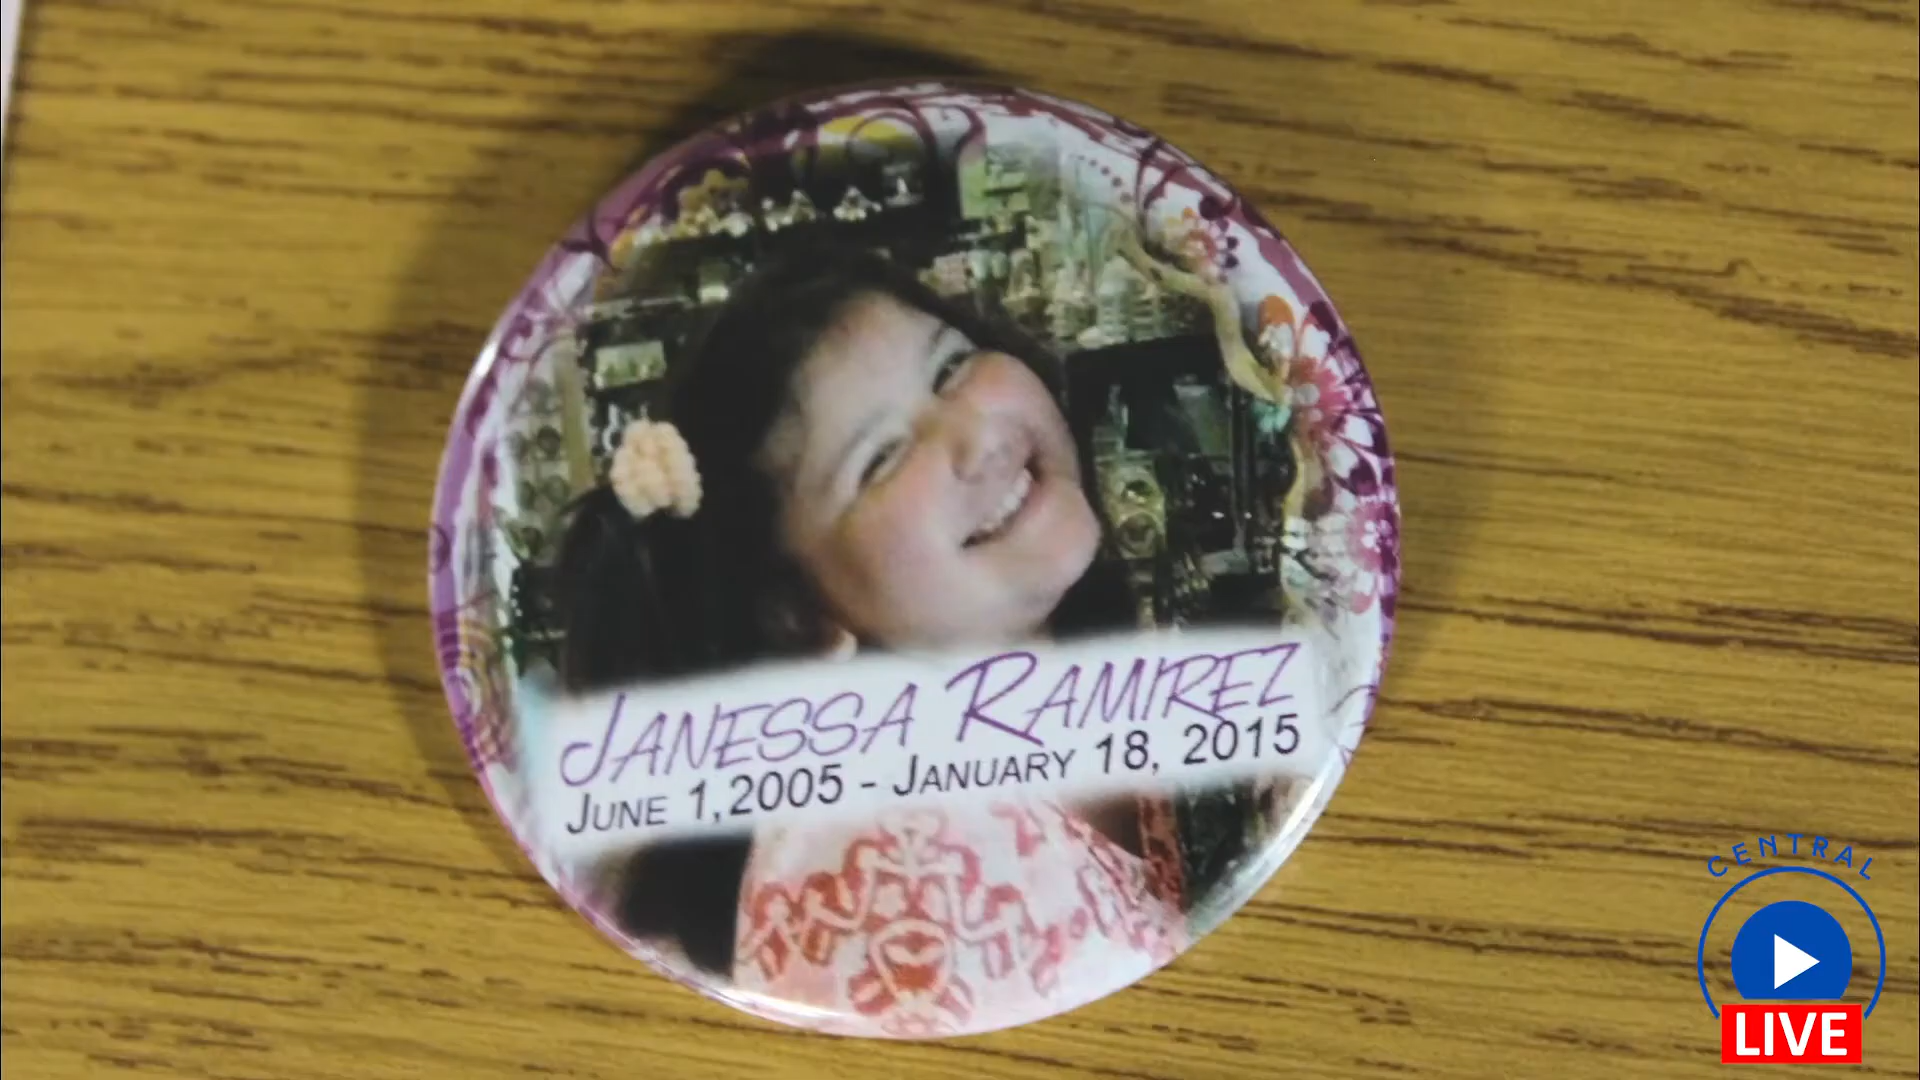 JANESSA RAMIREZ
JUNE 1,2005 - JANUARY 18, 2015
CENTRAL
LIVE